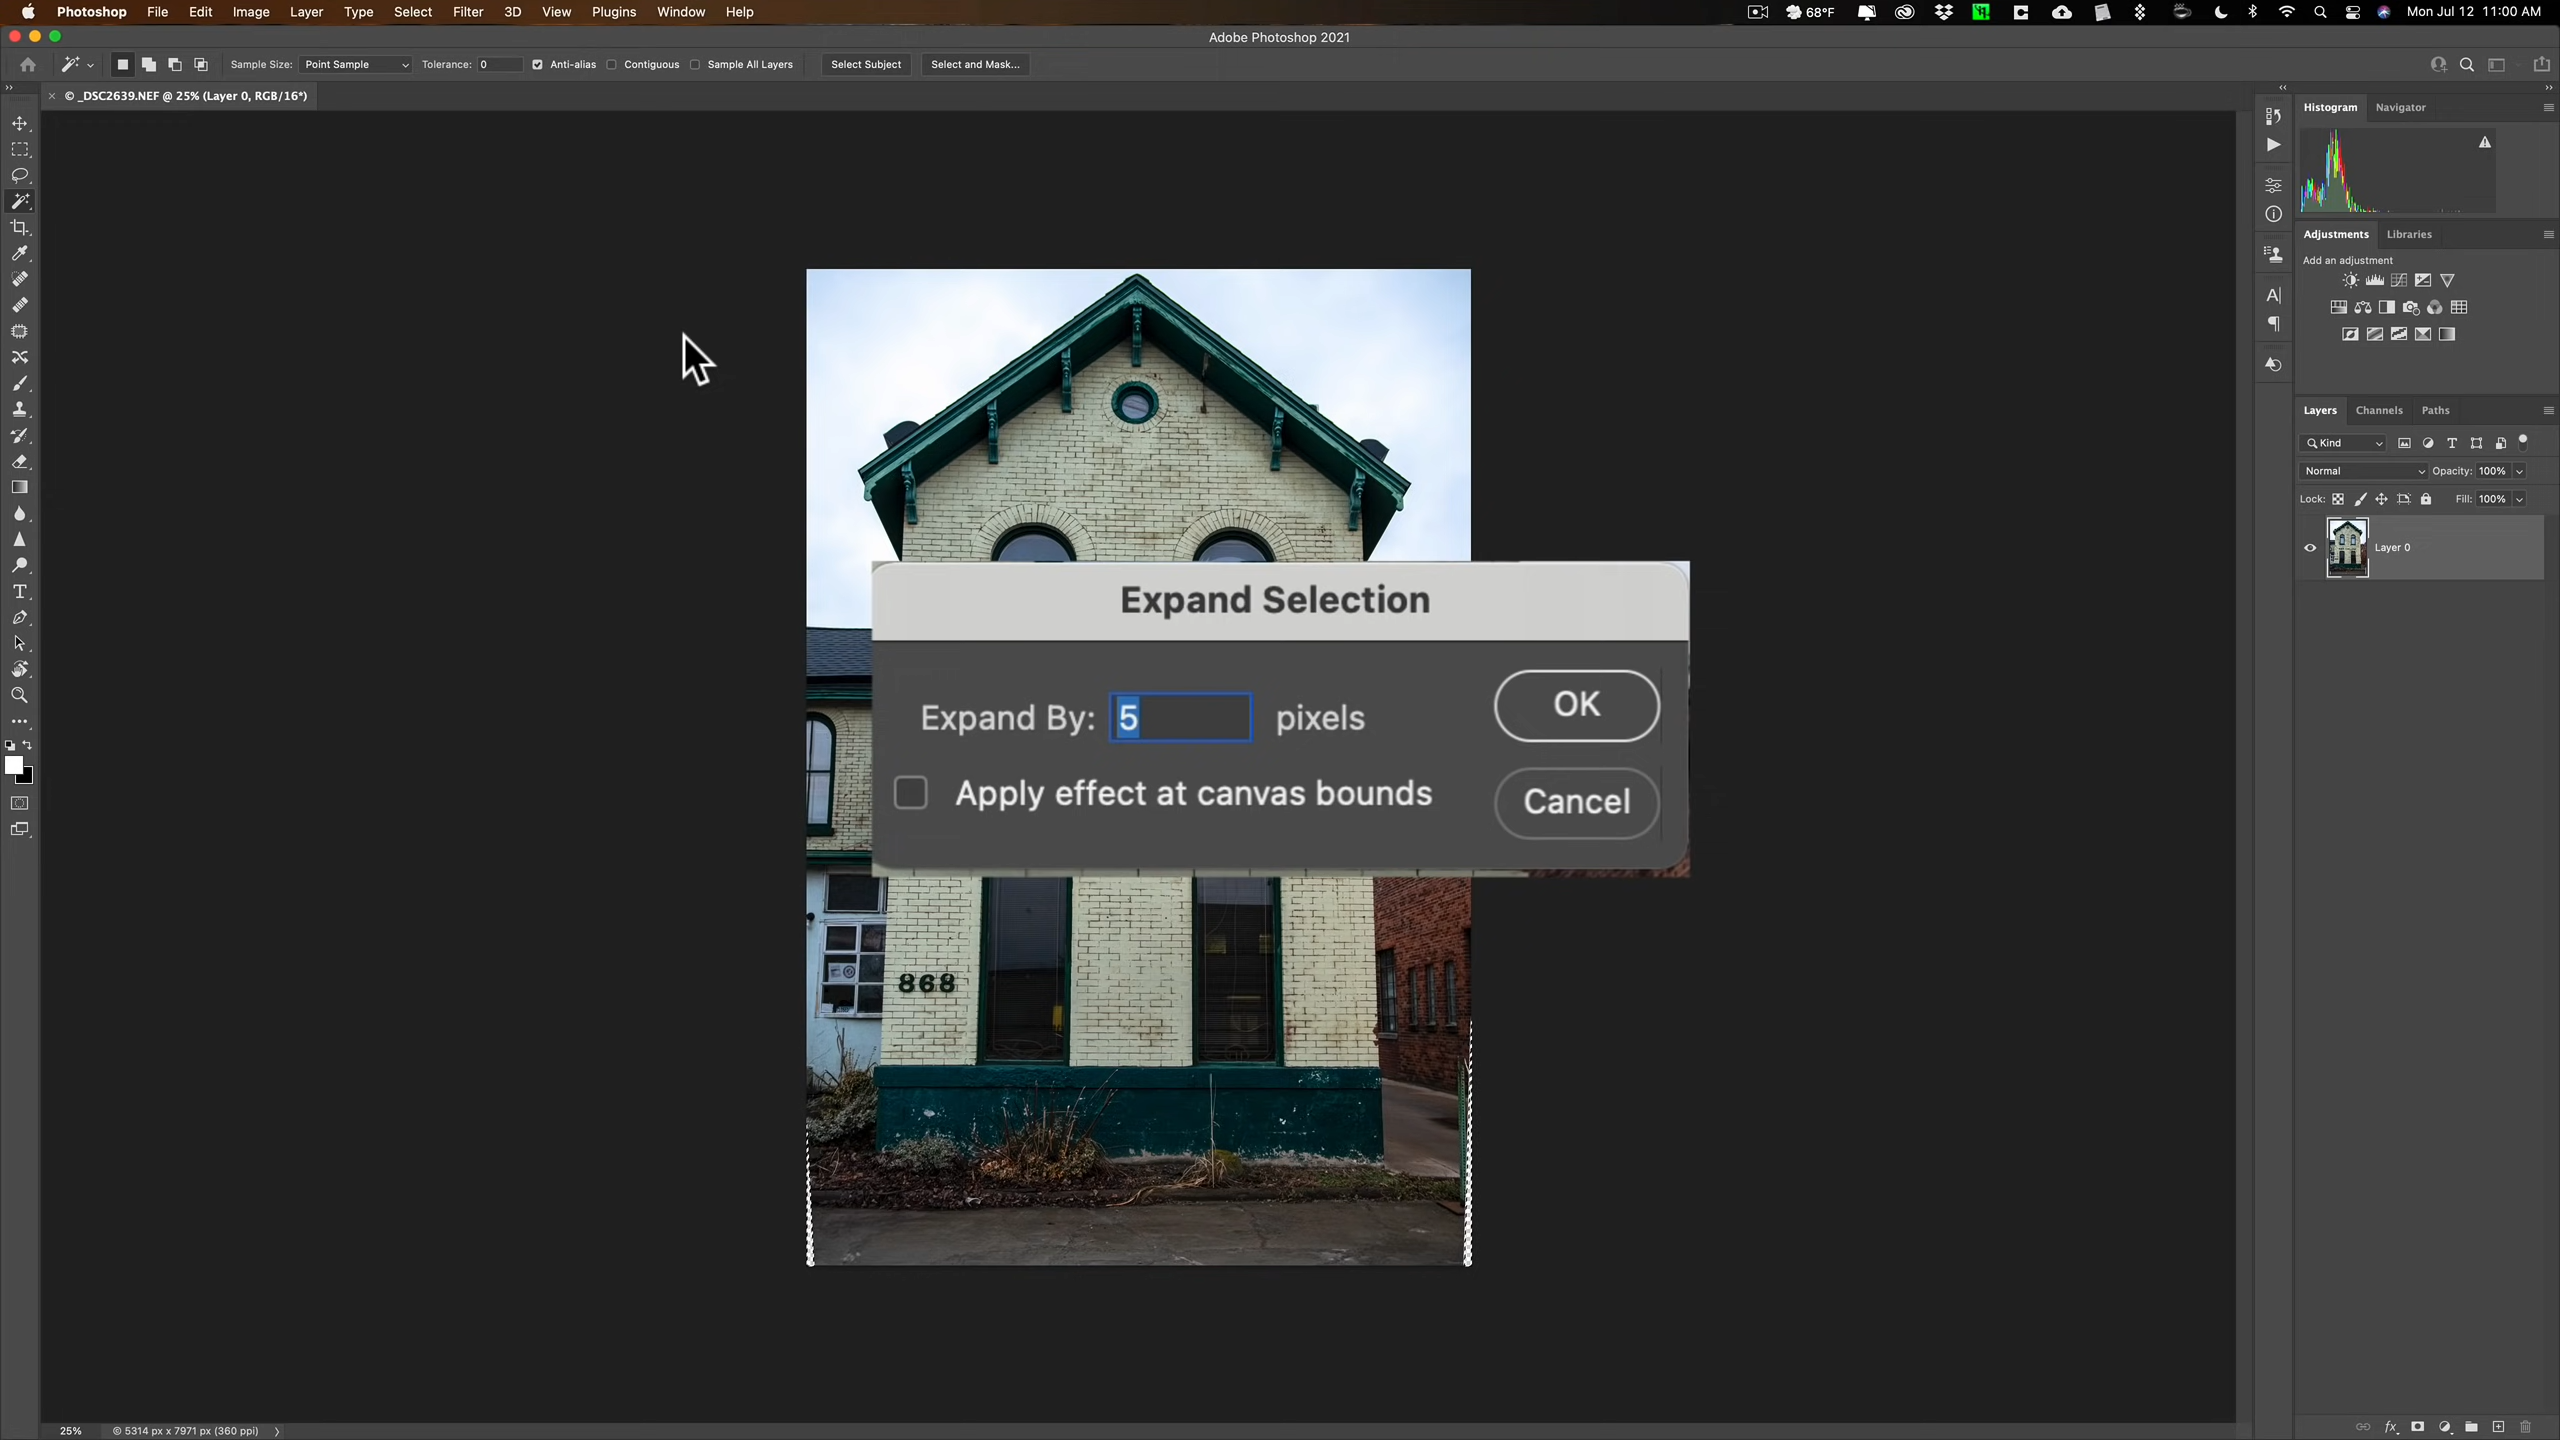 Photoshop File Edit Image Layer Type Select Filter 3D View Plugins Window Help 68°F Mon Jul 12 11:00 AM
Adobe Photoshop 2021
Sample Size: Point Sample Tolerance: 0 Anti-alias Contiguous Sample All Layers Select Subject Select and Mask...
× © _DSC2639.NEF @ 25% (Layer 0, RGB/16*)
Histogram Navigator
Adjustments Libraries
Add an adjustment
Layers Channels Paths
Kind
Normal Opacity: 100%
Lock: Fill: 100%
Layer 0
Expand Selection
Expand By: 5 pixels OK
Apply effect at canvas bounds Cancel
868
25% © 5314 px x 7971 px (360 ppi)
fx